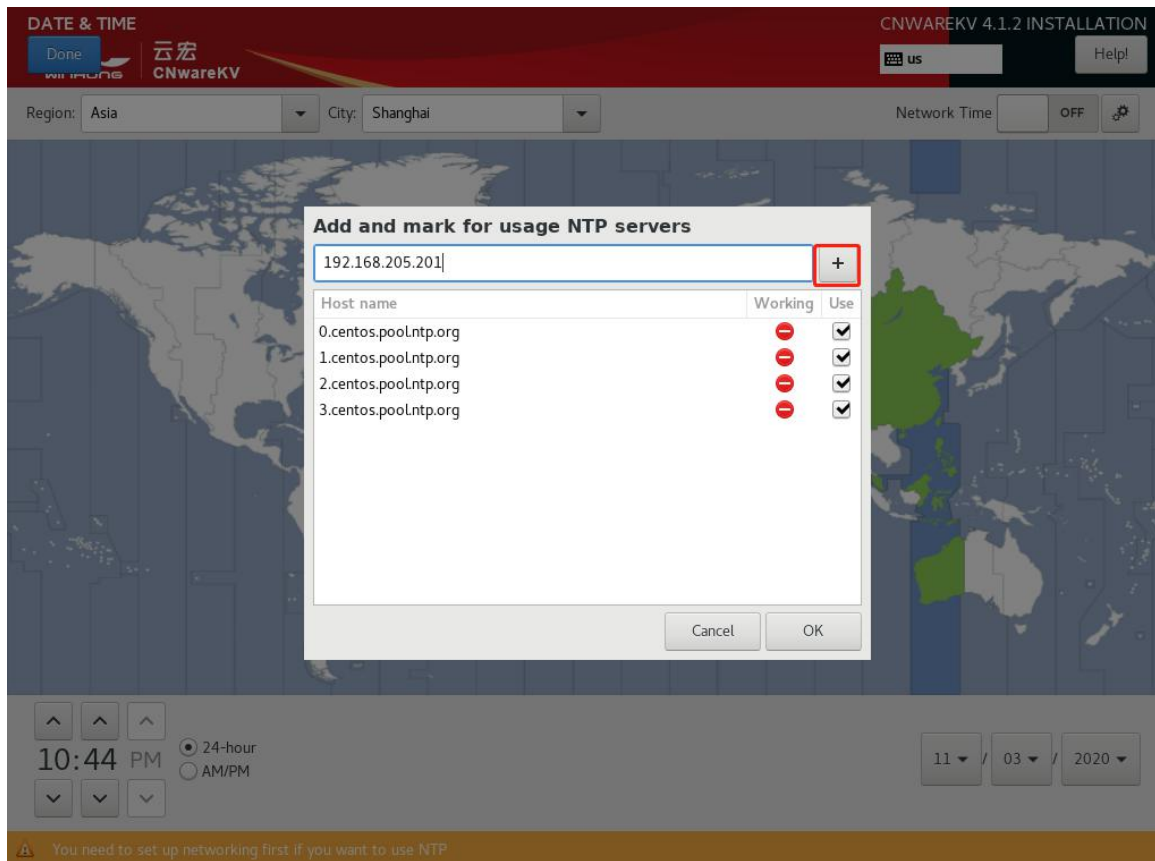 DATE & TIME
CNWAREKV 4.1.2 INSTALLATION
Done
WINHONG
云宏
CNwareKV
us
Help!
Region: Asia City: Shanghai Network Time OFF
Add and mark for usage NTP servers
192.168.205.201 +
Host name Working Use
0.centos.pool.ntp.org
1.centos.pool.ntp.org
2.centos.pool.ntp.org
3.centos.pool.ntp.org
Cancel OK
10:44 PM
24-hour
AM/PM
11 / 03 / 2020
You need to set up networking first if you want to use NTP